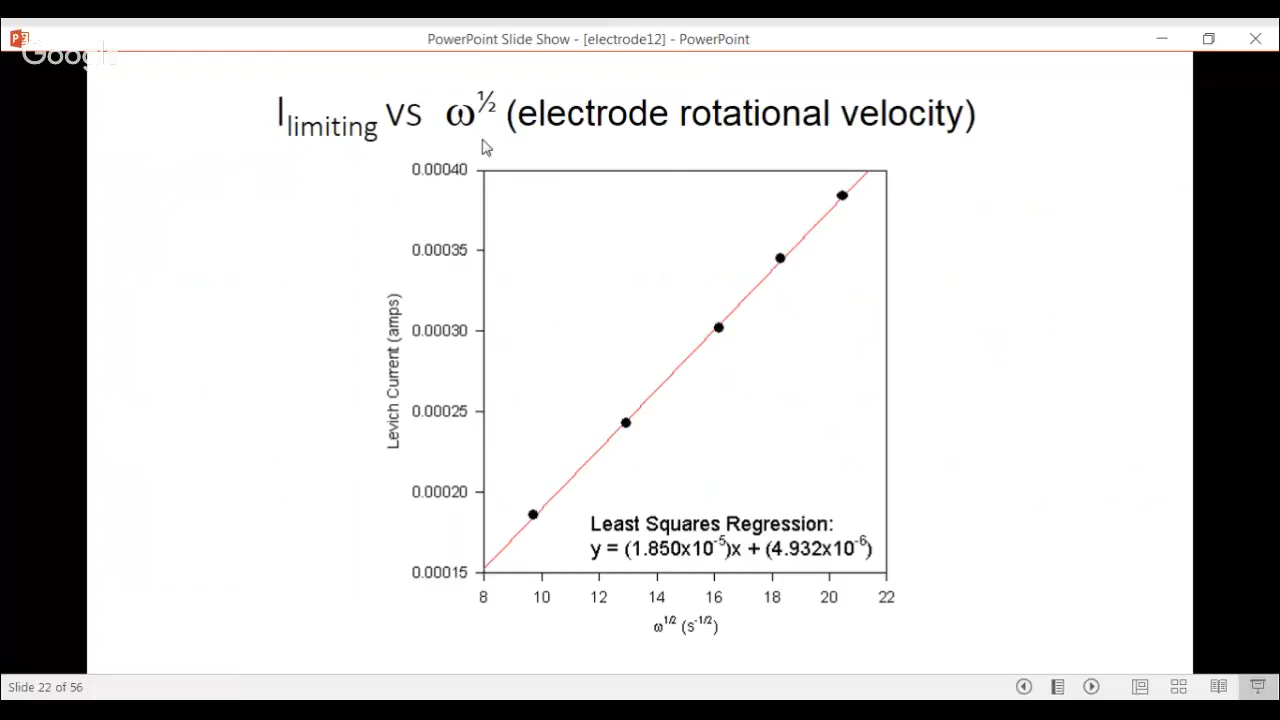 PowerPoint Slide Show - [electrode12] - PowerPoint
Google
I limiting vs ω½ (electrode rotational velocity)
0.00040
0.00035
0.00030
0.00025
0.00020
0.00015
Levich Current (amps)
Least Squares Regression:
y = (1.850x10-5)x + (4.932x10-6)
8 10 12 14 16 18 20 22
ω1/2 (s-1/2)
Slide 22 of 56